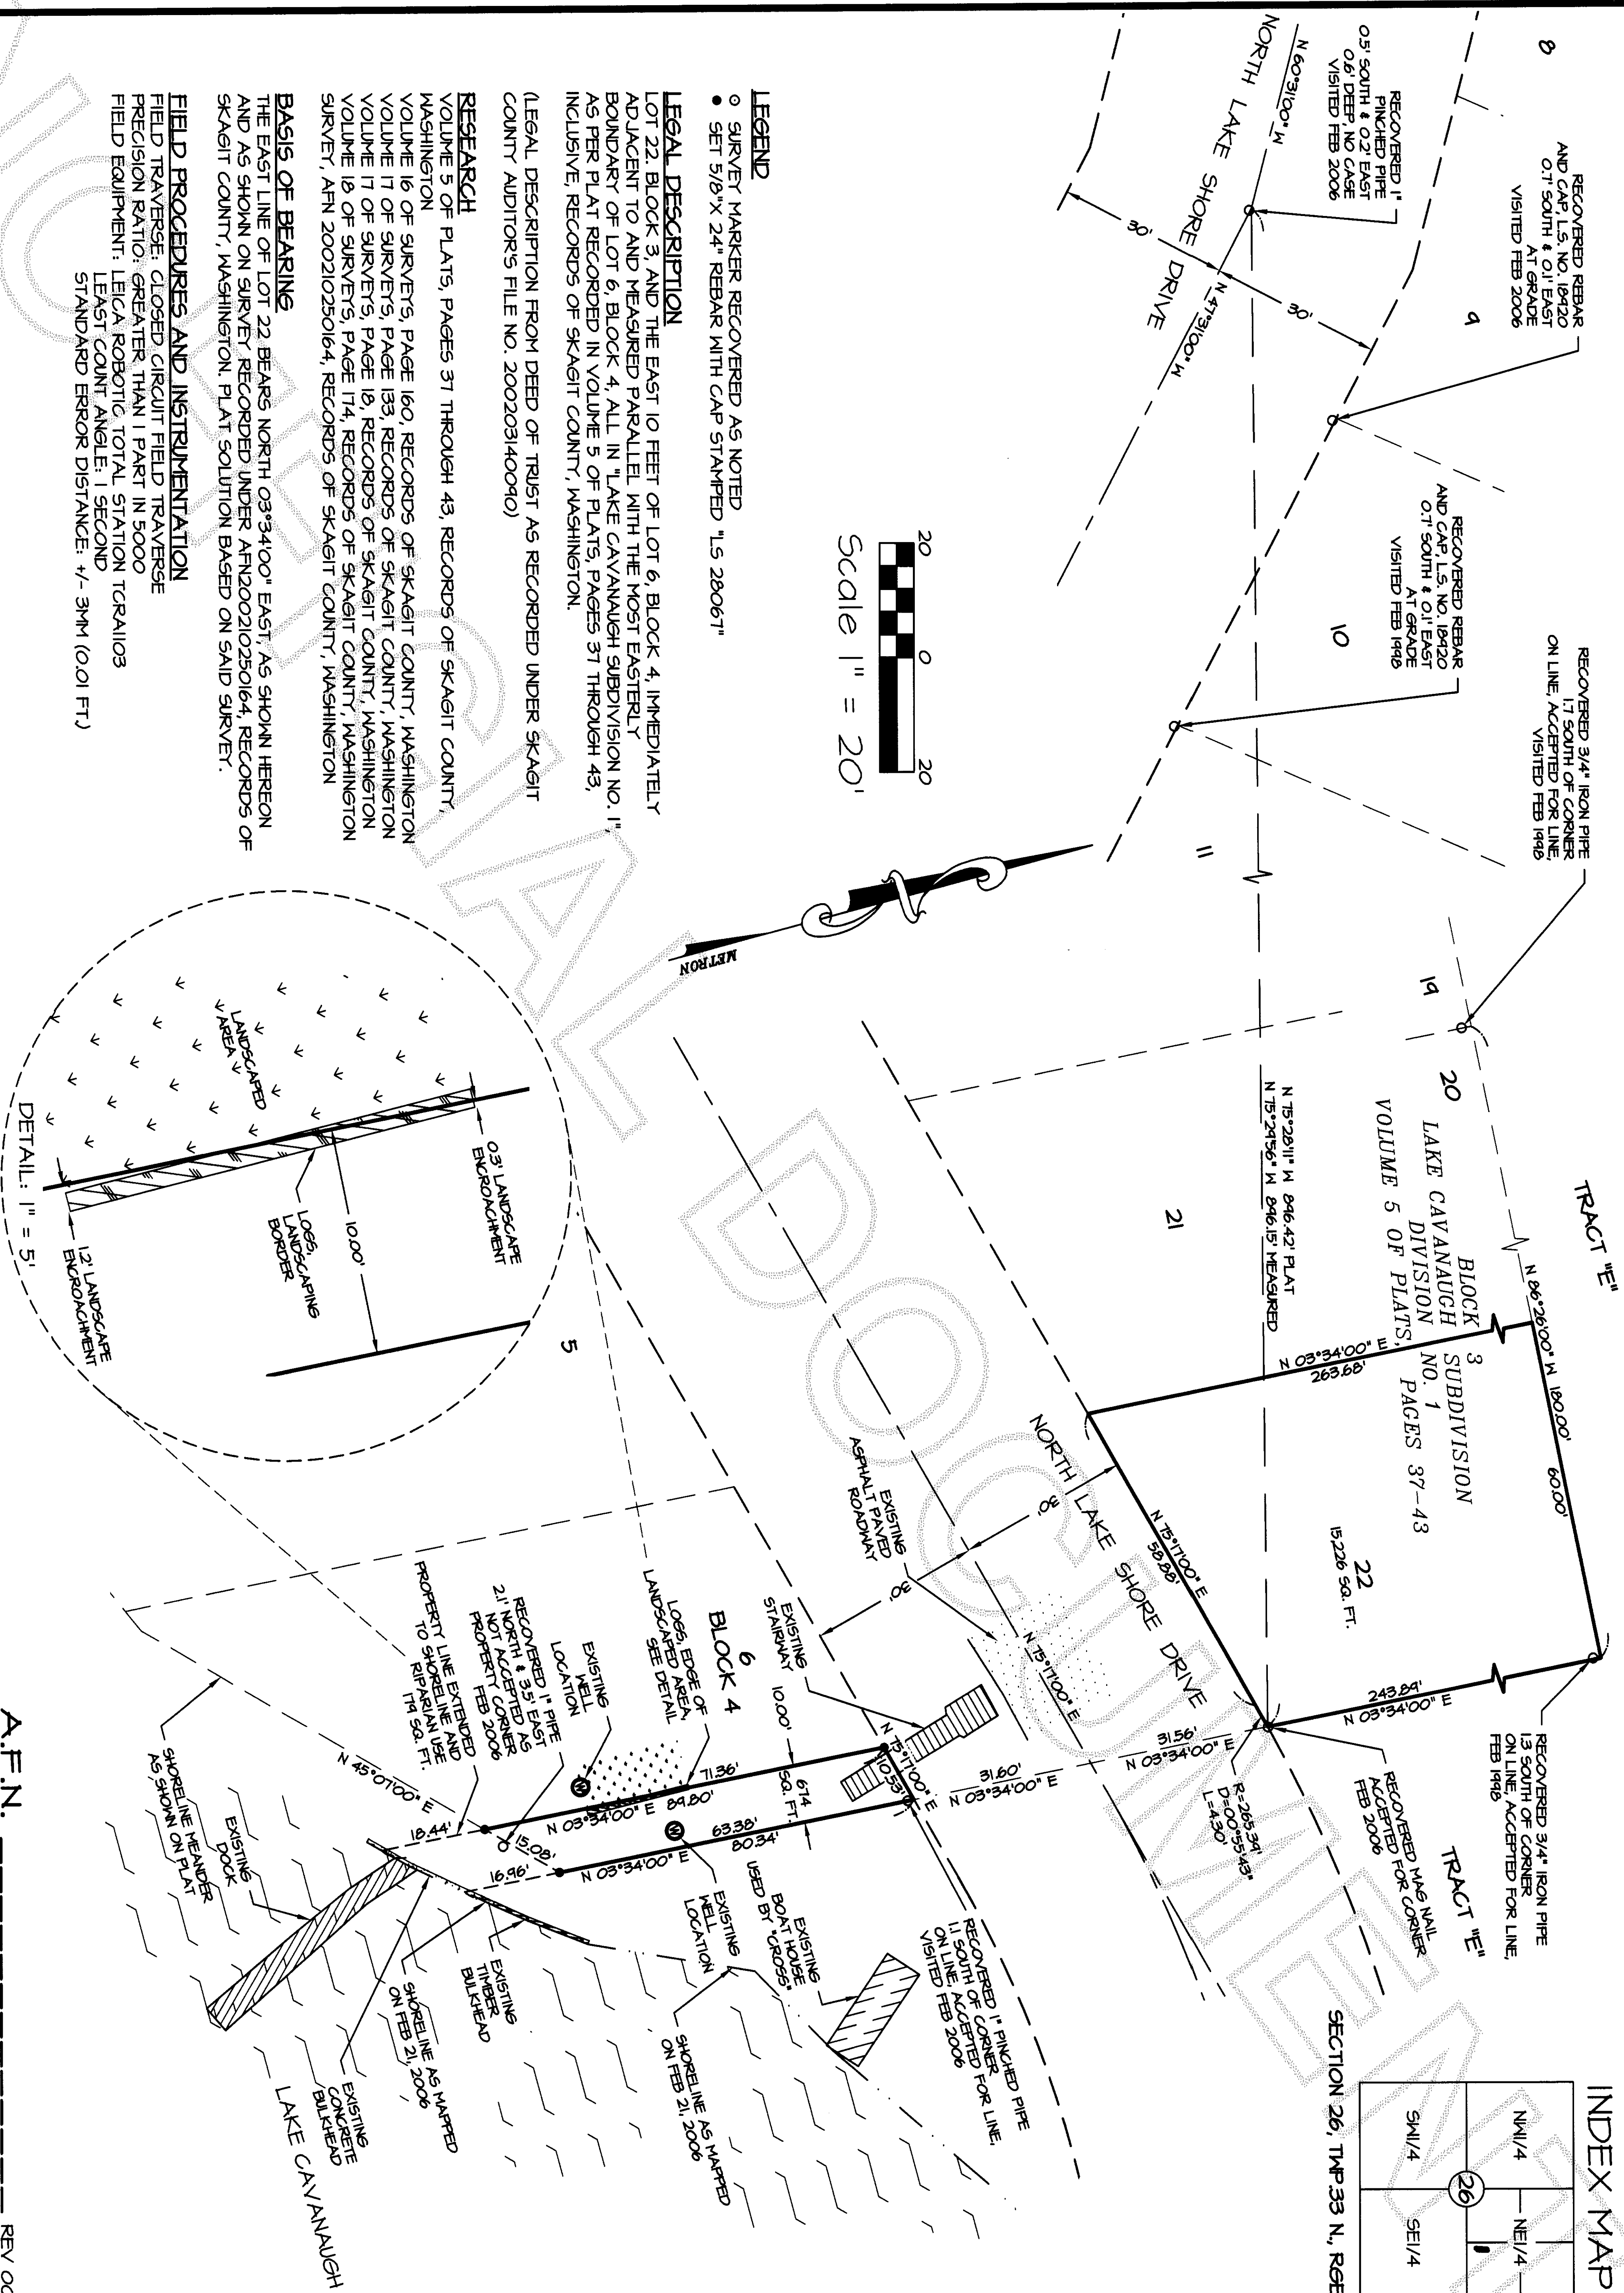 INDEX MAP
NW1/4
NE1/4
SW1/4
SE1/4
26
SECTION 26, TWP.33 N., RGE
TRACT "E"
TRACT "E"
8
9
10
11
19
20
21
22
15226 SQ. FT.
RECOVERED REBAR
AND CAP, L.S. NO. 18920
0.7' SOUTH & 0.11' EAST
AT GRADE
VISITED FEB 2006
RECOVERED 1"
PINCHED PIPE
0.5' SOUTH & 0.2' EAST
0.6' DEEP, NO CASE
VISITED FEB 2006
RECOVERED REBAR
AND CAP, L.S. NO. 18920
0.7' SOUTH & 0.1' EAST
AT GRADE
VISITED FEB 1998
RECOVERED 3/4" IRON PIPE
1.7' SOUTH OF CORNER
ON LINE, ACCEPTED FOR LINE,
VISITED FEB 1998
N 60°31'00" W
NORTH LAKE SHORE DRIVE
N 47°31'00" W
30'
30'
BLOCK 3
LAKE CAVANAUGH SUBDIVISION
DIVISION NO. 1
VOLUME 5 OF PLATS, PAGES 37-43
N 86°26'00" W 180.00'
60.00'
N 75°28'11" W 896.42' PLAT
N 75°29'56" W 896.15' MEASURED
N 03°34'00" E
263.68'
243.89'
N 03°34'00" E
RECOVERED 3/4" IRON PIPE
1.3' SOUTH OF CORNER
ON LINE, ACCEPTED FOR LINE,
FEB 1998
RECOVERED MAG NAIL
ACCEPTED FOR CORNER
FEB 2006
R=265.39'
D=00°55'43"
L=4.30'
N 75°17'00" E
58.88'
NORTH LAKE SHORE DRIVE
30'
30'
N 75°17'00" E
EXISTING
ASPHALT PAVED
ROADWAY
31.56'
N 03°34'00" E
31.60'
N 03°34'00" E
EXISTING
STAIRWAY
N 75°17'00" E
10.53'
10.00'
674
SQ. FT.
5
6
BLOCK 4
LOGS, EDGE OF
LANDSCAPED AREA,
SEE DETAIL
71.36'
N 03°34'00" E 89.80'
63.38'
80.34'
N 03°34'00" E
W
W
EXISTING
WELL
LOCATION
RECOVERED 1" PIPE
2.1' NORTH & 3.5' EAST
NOT ACCEPTED AS
PROPERTY CORNER
FEB 2006
PROPERTY LINE EXTENDED
TO SHORELINE AND
RIPARIAN USE
179 SQ. FT.
18.44'
15.08'
16.96'
N 45°07'00" E
EXISTING
WELL
LOCATION
EXISTING
BOAT HOUSE
USED BY "CROSS"
RECOVERED 1" PINCHED PIPE
1.1' SOUTH OF CORNER
ON LINE, ACCEPTED FOR LINE,
VISITED FEB 2006
SHORELINE AS MAPPED
ON FEB 21, 2006
EXISTING
TIMBER
BULKHEAD
SHORELINE AS MAPPED
ON FEB 21, 2006
EXISTING
CONCRETE
BULKHEAD
EXISTING
DOCK
SHORELINE MEANDER
AS SHOWN ON PLAT
LAKE CAVANAUGH
METRON
20 0 20
Scale 1" = 20'
LEGEND
SURVEY MARKER RECOVERED AS NOTED
SET 5/8"X 24" REBAR WITH CAP STAMPED "LS 28067"
LEGAL DESCRIPTION
LOT 22, BLOCK 3, AND THE EAST 10 FEET OF LOT 6, BLOCK 4, IMMEDIATELY
ADJACENT TO AND MEASURED PARALLEL WITH THE MOST EASTERLY
BOUNDARY OF LOT 6, BLOCK 4, ALL IN "LAKE CAVANAUGH SUBDIVISION NO. 1",
AS PER PLAT RECORDED IN VOLUME 5 OF PLATS, PAGES 37 THROUGH 43,
INCLUSIVE, RECORDS OF SKAGIT COUNTY, WASHINGTON.
(LEGAL DESCRIPTION FROM DEED OF TRUST AS RECORDED UNDER SKAGIT
COUNTY AUDITOR'S FILE NO. 200203140090)
RESEARCH
VOLUME 5 OF PLATS, PAGES 37 THROUGH 43, RECORDS OF SKAGIT COUNTY,
WASHINGTON
VOLUME 16 OF SURVEYS, PAGE 160, RECORDS OF SKAGIT COUNTY, WASHINGTON
VOLUME 17 OF SURVEYS, PAGE 133, RECORDS OF SKAGIT COUNTY, WASHINGTON
VOLUME 17 OF SURVEYS, PAGE 18, RECORDS OF SKAGIT COUNTY, WASHINGTON
VOLUME 18 OF SURVEYS, PAGE 174, RECORDS OF SKAGIT COUNTY, WASHINGTON
SURVEY, AFN 200210250164, RECORDS OF SKAGIT COUNTY, WASHINGTON
BASIS OF BEARING
THE EAST LINE OF LOT 22 BEARS NORTH 03°34'00" EAST, AS SHOWN HEREON
AND AS SHOWN ON SURVEY RECORDED UNDER AFN200210250164, RECORDS OF
SKAGIT COUNTY, WASHINGTON. PLAT SOLUTION BASED ON SAID SURVEY.
FIELD PROCEDURES AND INSTRUMENTATION
FIELD TRAVERSE: CLOSED CIRCUIT FIELD TRAVERSE
PRECISION RATIO: GREATER THAN 1 PART IN 5000
FIELD EQUIPMENT: LEICA ROBOTIC TOTAL STATION TCRA1103
LEAST COUNT ANGLE: 1 SECOND
STANDARD ERROR DISTANCE: +/- 3MM (0.01 FT.)
LANDSCAPED
AREA
0.3' LANDSCAPE
ENCROACHMENT
LOGS,
LANDSCAPING
BORDER
10.00'
1.2' LANDSCAPE
ENCROACHMENT
DETAIL: 1" = 5'
A.F.N.
UNOFFICIAL DOCUMENT